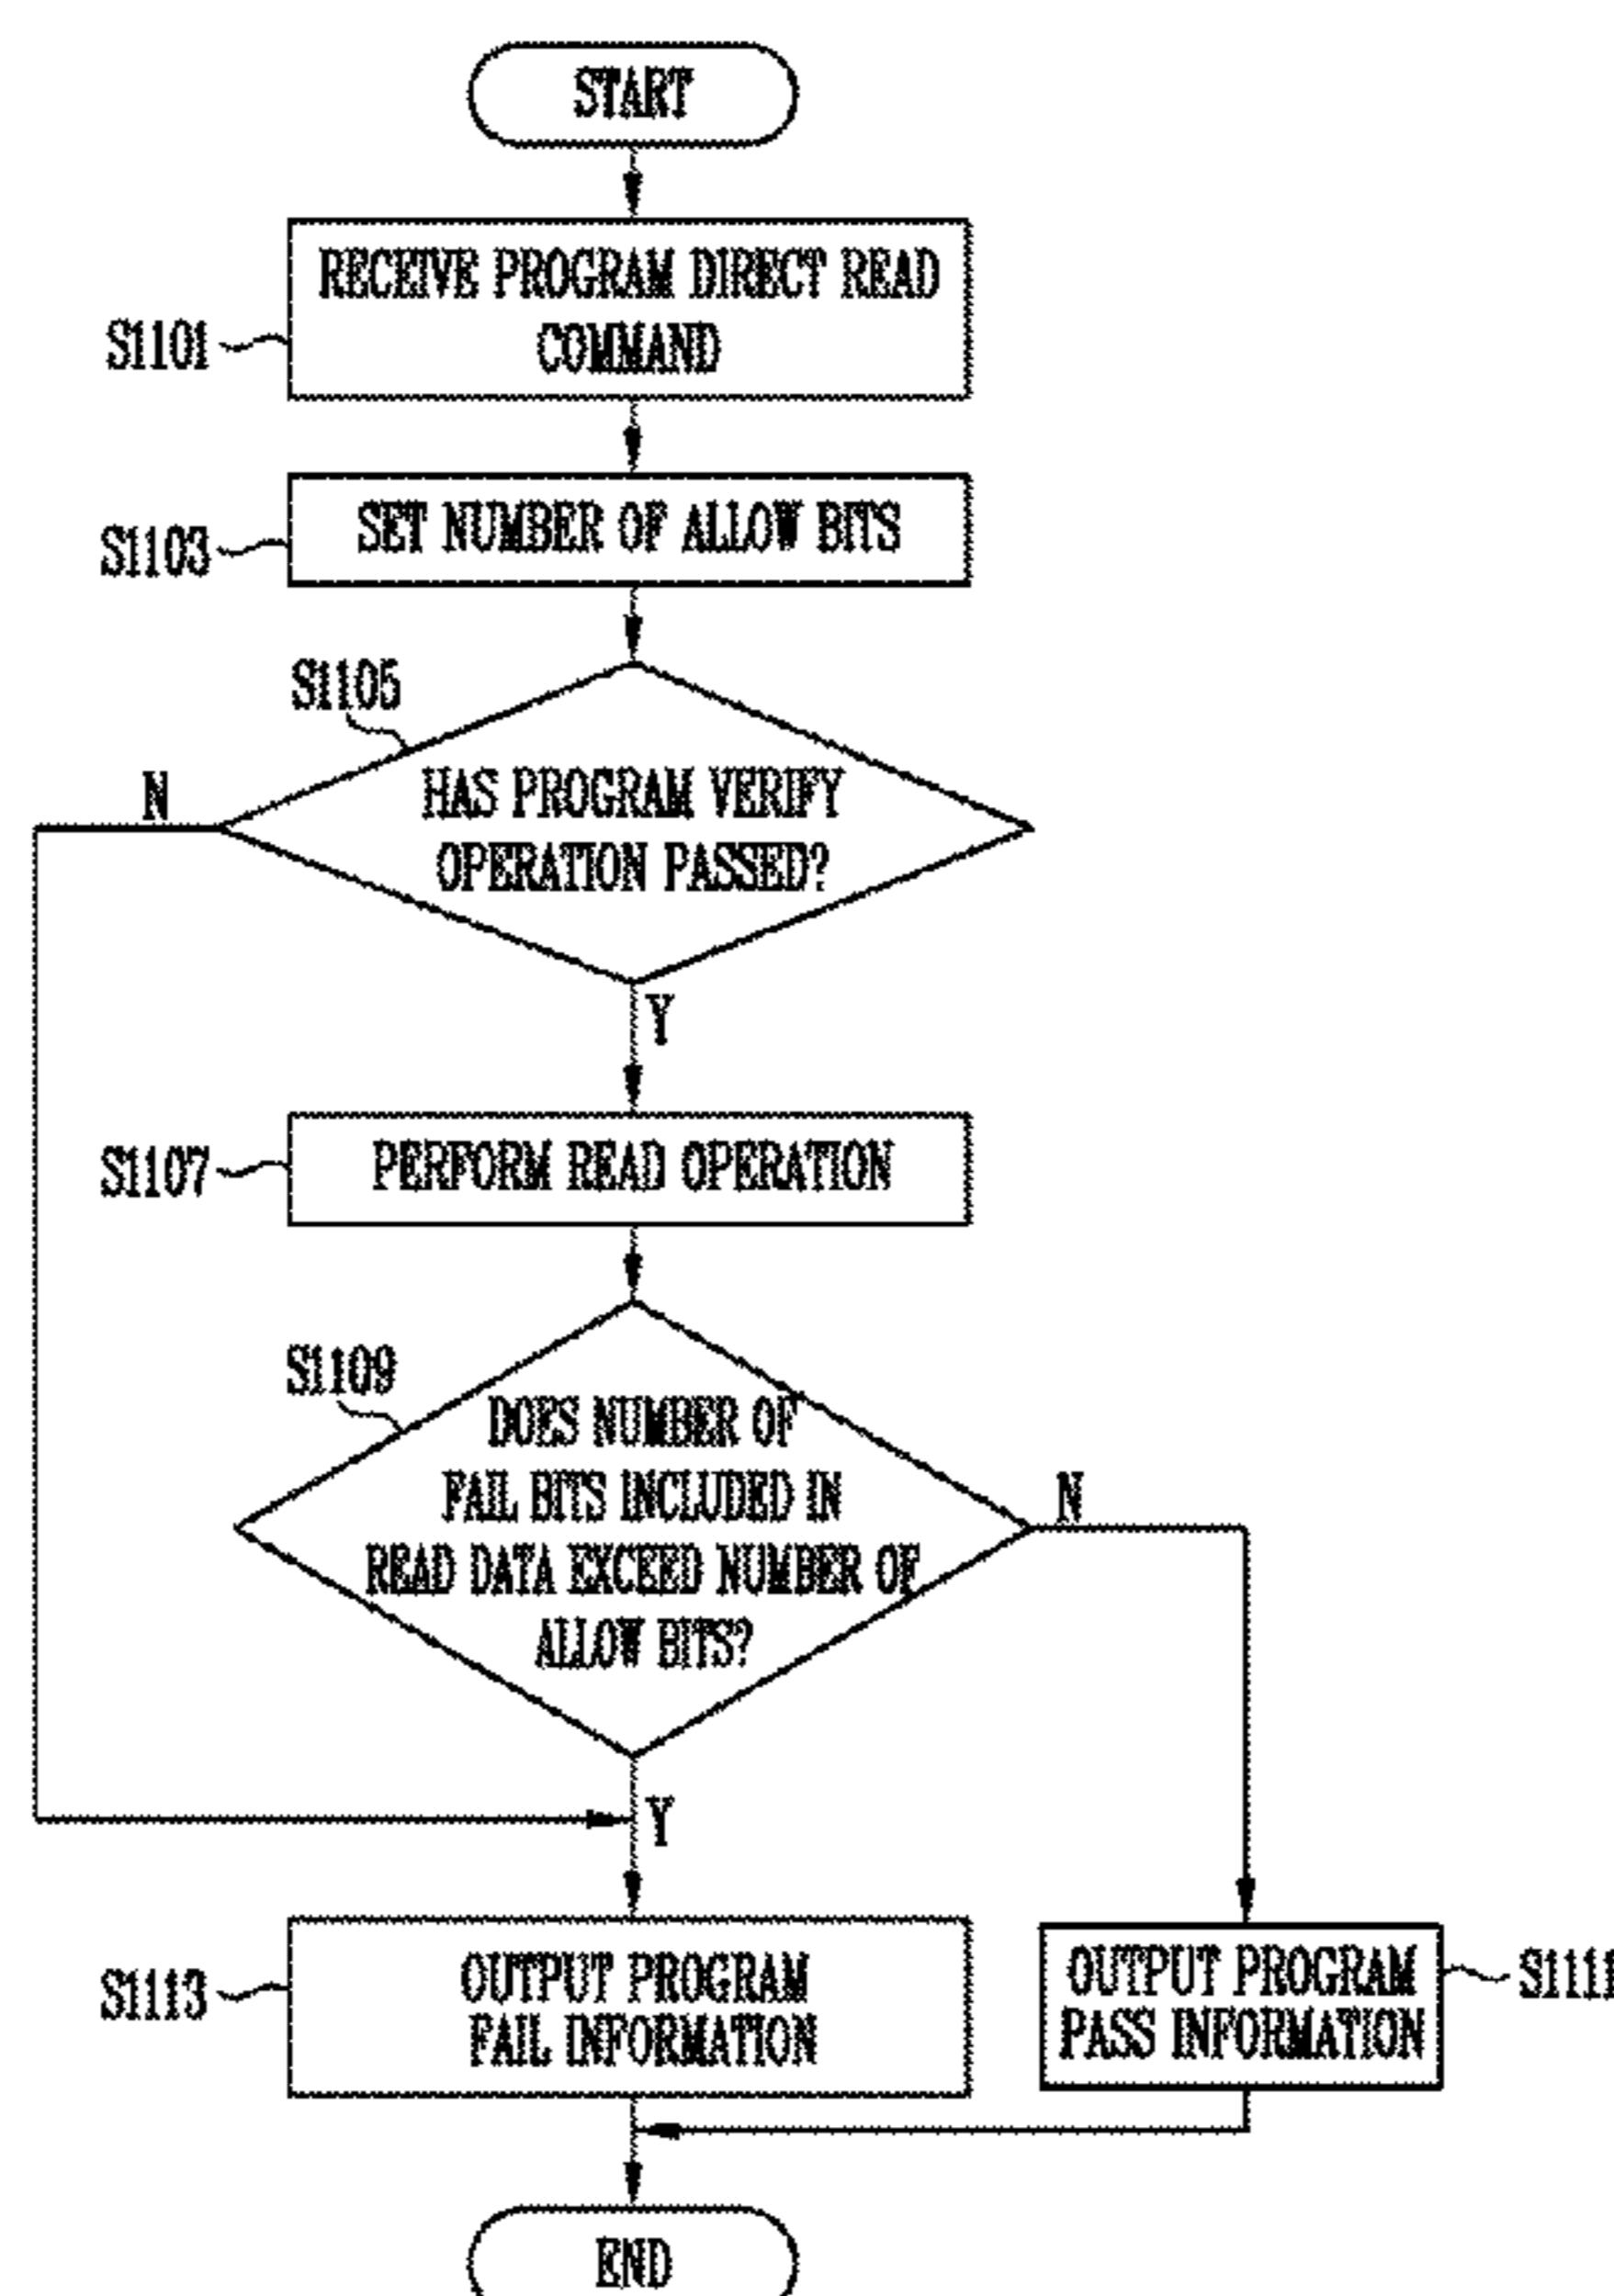 START
RECEIVE PROGRAM DIRECT READ
COMMAND
S1101
SET NUMBER OF ALLOW BITS
S1103
S1105
N
HAS PROGRAM VERIFY
OPERATION PASSED?
Y
PERFORM READ OPERATION
S1107
S1109
DOES NUMBER OF
FAIL BITS INCLUDED IN
READ DATA EXCEED NUMBER OF
ALLOW BITS?
N
Y
OUTPUT PROGRAM
FAIL INFORMATION
S1113
OUTPUT PROGRAM
PASS INFORMATION
S1111
END